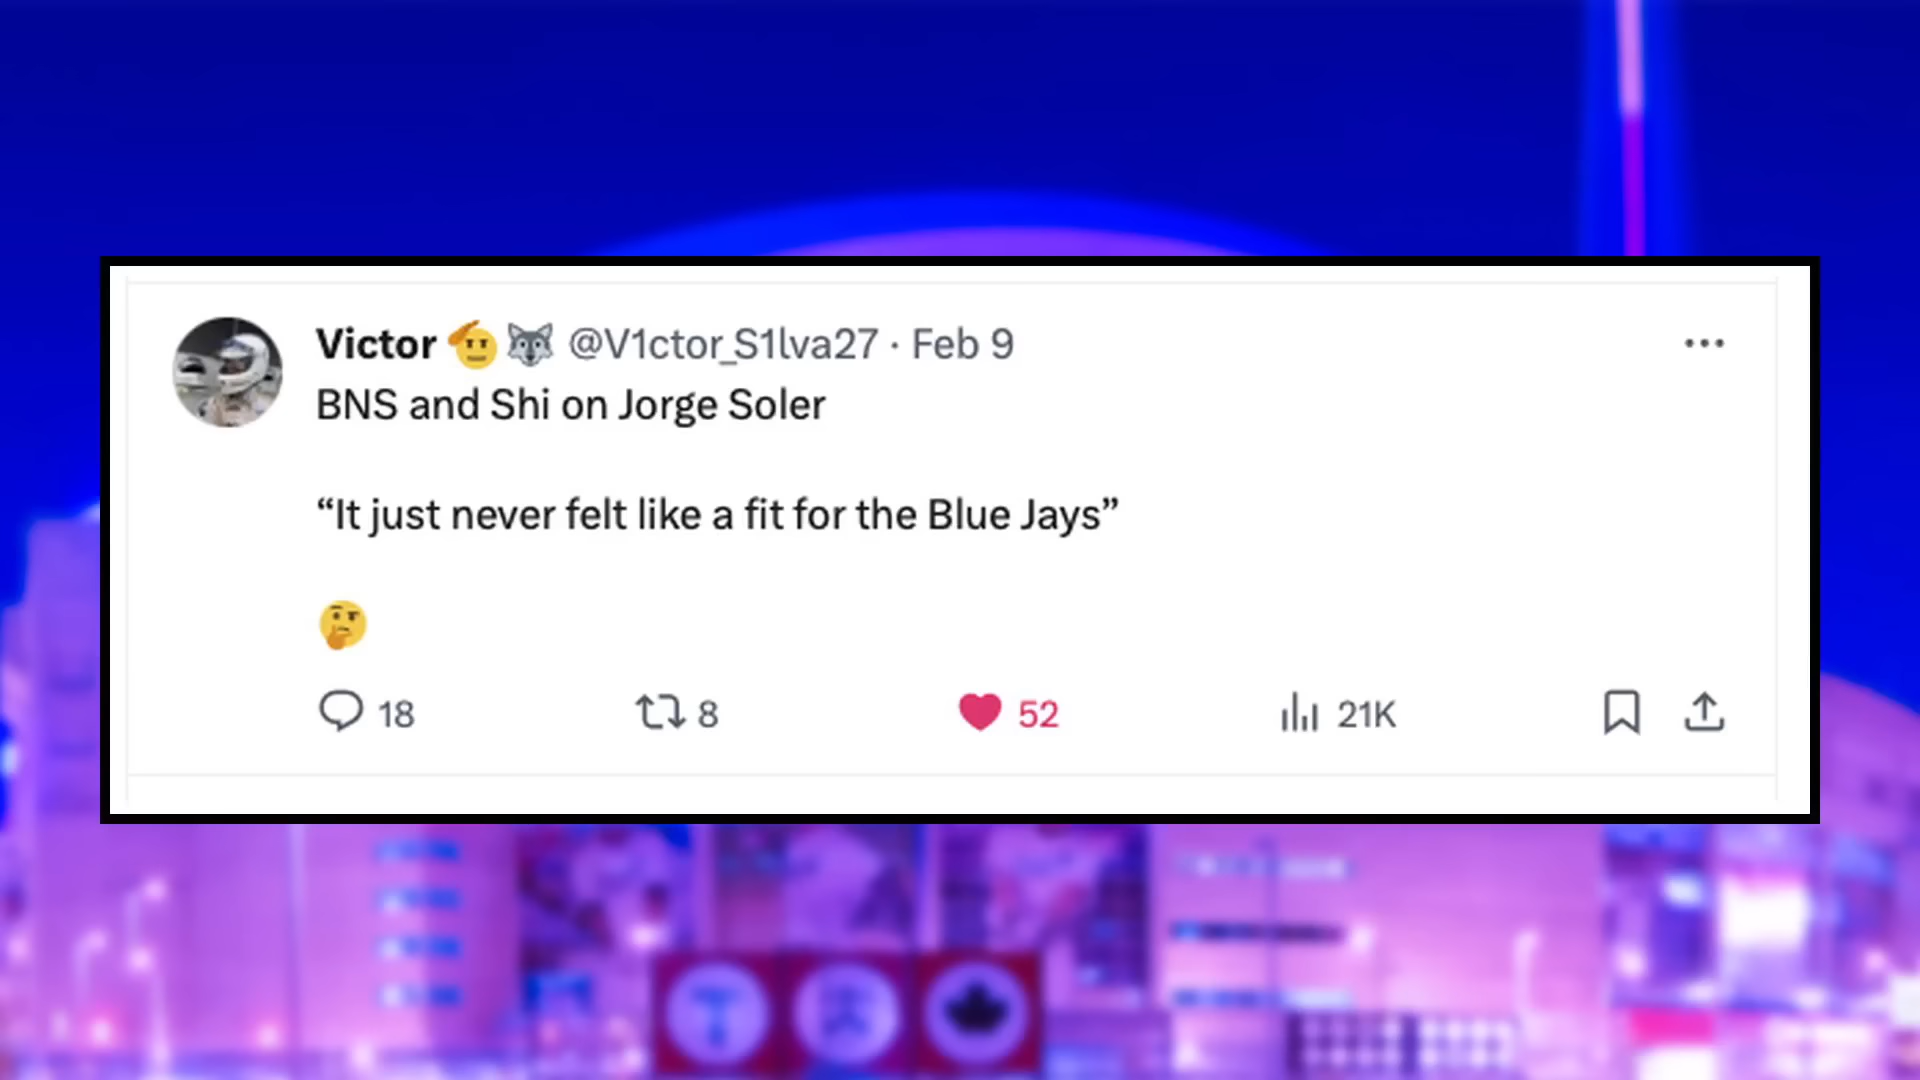 Victor 🫡🐺 @V1ctor_S1lva27 · Feb 9
BNS and Shi on Jorge Soler
“It just never felt like a fit for the Blue Jays”
🤔
18 8 52 21K